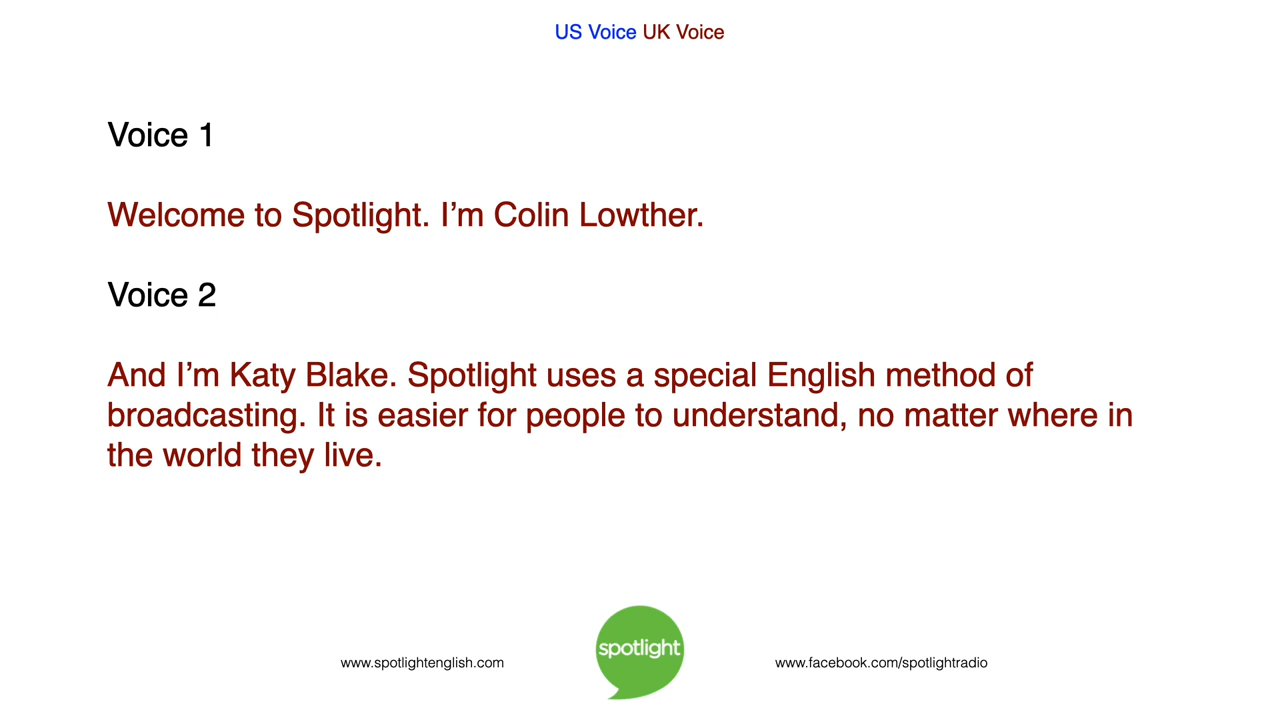 US Voice UK Voice
Voice 1
Welcome to Spotlight. I’m Colin Lowther.
Voice 2
And I’m Katy Blake. Spotlight uses a special English method of
broadcasting. It is easier for people to understand, no matter where in
the world they live.
www.spotlightenglish.com
spotlight
www.facebook.com/spotlightradio